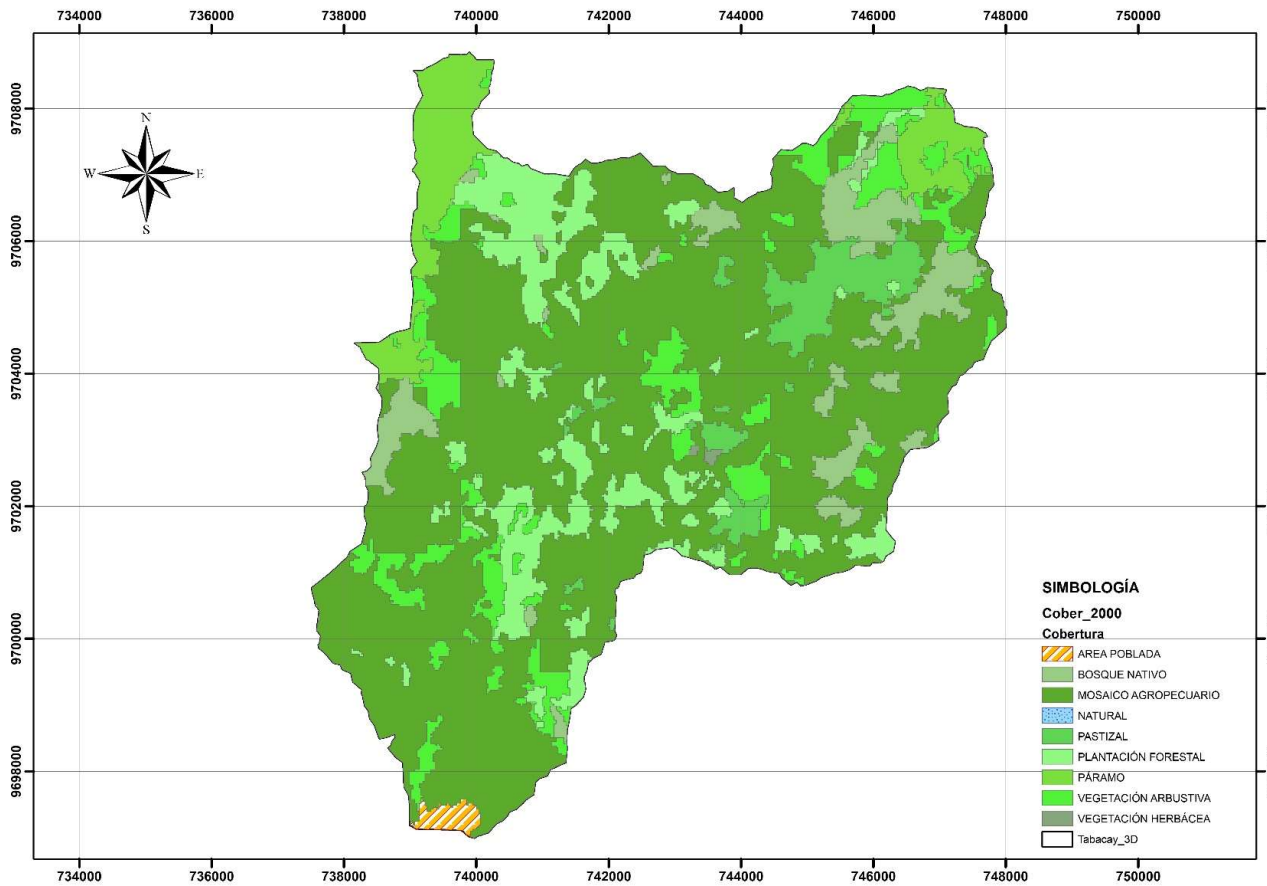 734000 736000 738000 740000 742000 744000 746000 748000 750000
9708000
9706000
9704000
9702000
9700000
9698000
N
W E
S
SIMBOLOGÍA
Cober_2000
Cobertura
AREA POBLADA
BOSQUE NATIVO
MOSAICO AGROPECUARIO
NATURAL
PASTIZAL
PLANTACIÓN FORESTAL
PÁRAMO
VEGETACIÓN ARBUSTIVA
VEGETACIÓN HERBÁCEA
Tabacay_3D
734000 736000 738000 740000 742000 744000 746000 748000 750000